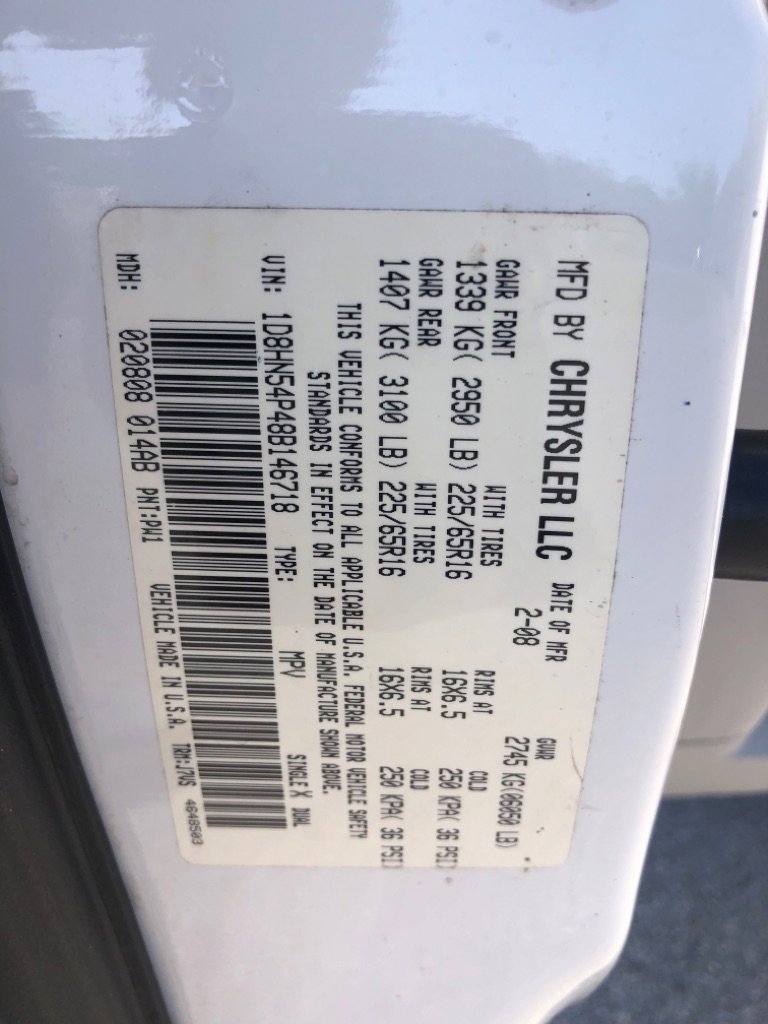 MFD BY CHRYSLER LLC DATE OF MFR 2-08 GVWR 2745 KG(06050 LB)
GAWR FRONT WITH TIRES RIMS AT COLD
1339 KG( 2950 LB) 225/65R16 16X6.5 250 KPA( 36 PSI)
GAWR REAR WITH TIRES RIMS AT COLD
1407 KG( 3100 LB) 225/65R16 16X6.5 250 KPA( 36 PSI)
THIS VEHICLE CONFORMS TO ALL APPLICABLE U.S.A. FEDERAL MOTOR VEHICLE SAFETY
STANDARDS IN EFFECT ON THE DATE OF MANUFACTURE SHOWN ABOVE.
VIN: 1D8HN54P48B146718 TYPE: MPV SINGLE X DUAL
MDH: 020808 014AB PNT:PW1 VEHICLE MADE IN U.S.A. TRM:J7VS 4648503